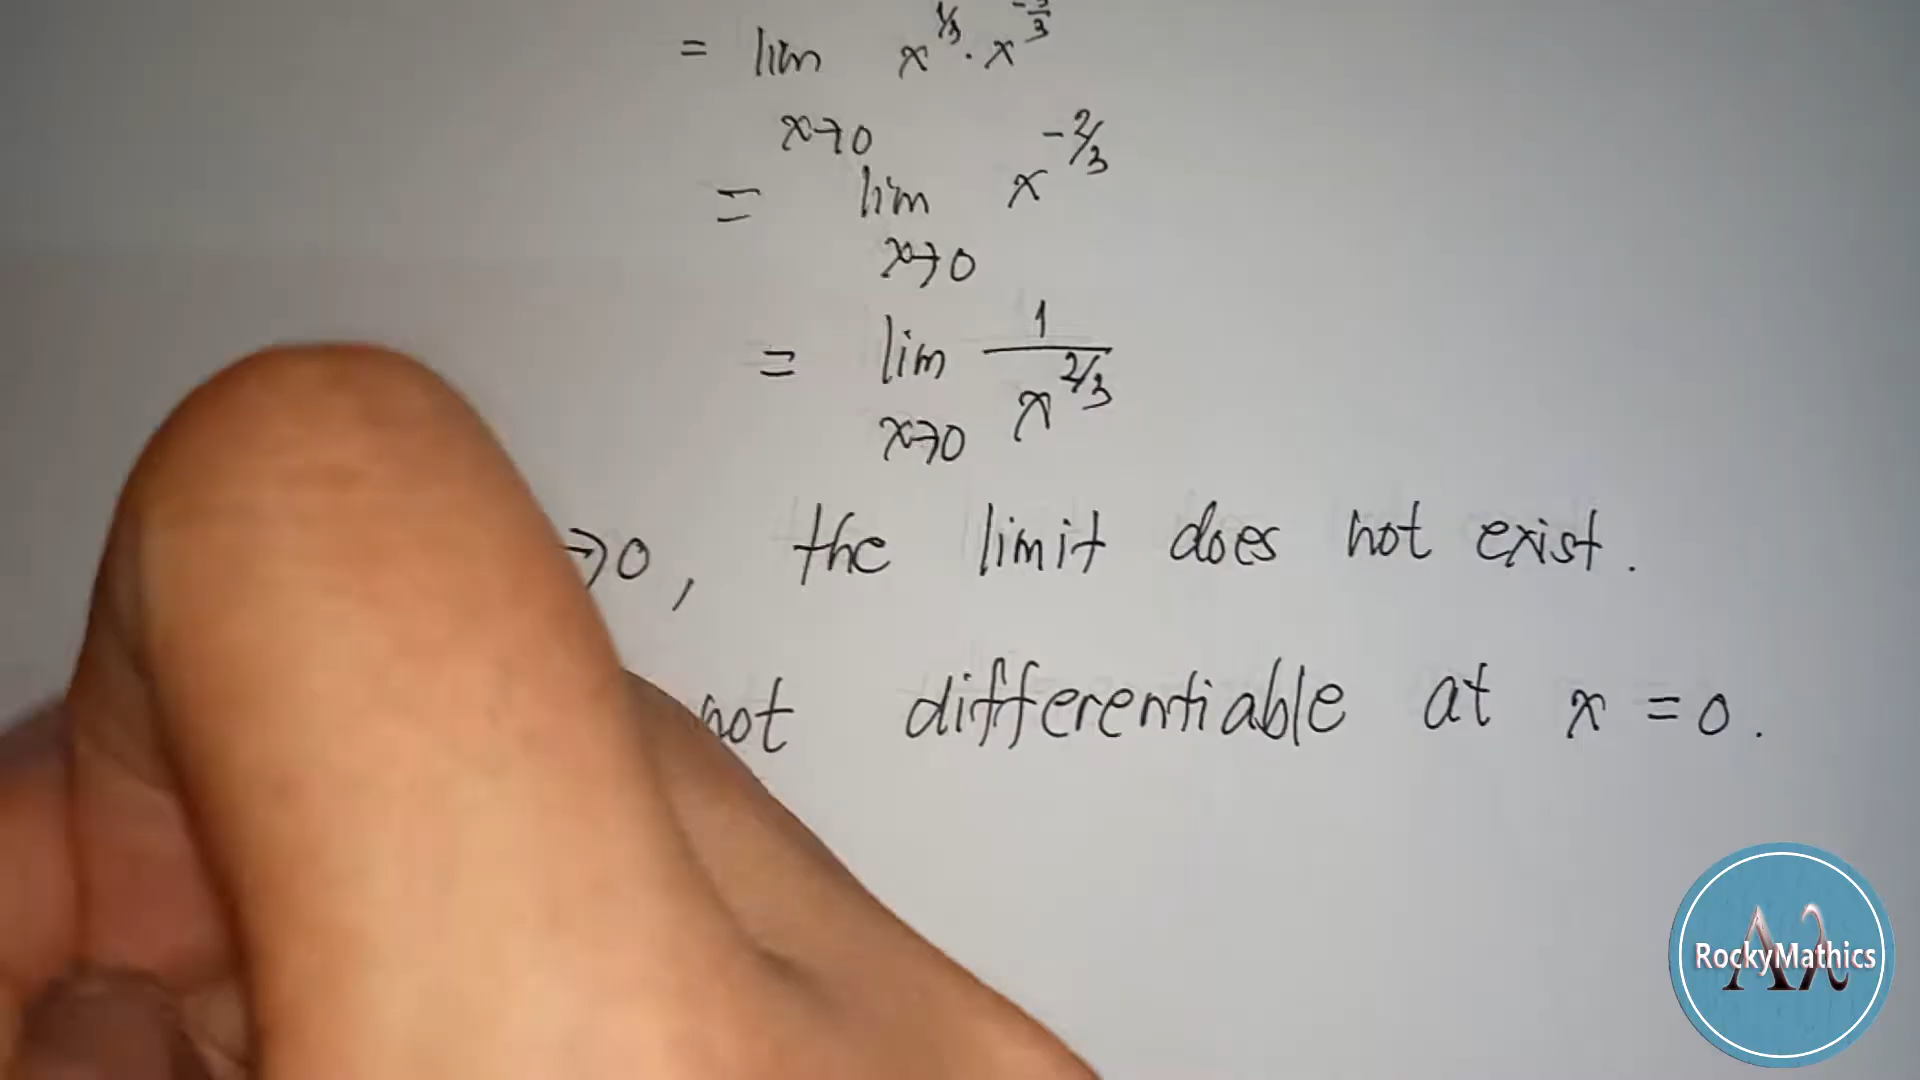 = lim x^1/3 · x^-3/3
x→0
= lim x^-2/3
x→0
= lim 1/x^2/3
x→0
→0, the limit does not exist.
not differentiable at x = 0.
RockyMathics